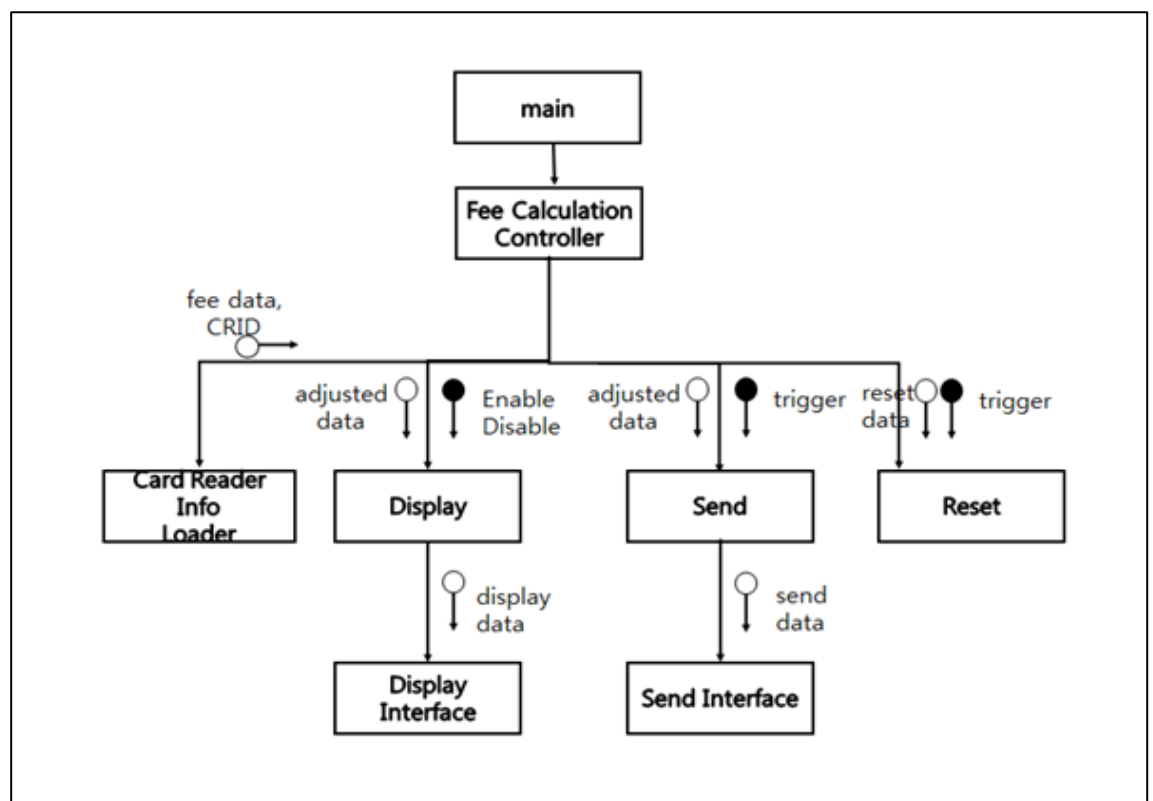 main
Fee Calculation
Controller
fee data,
CRID
adjusted
data
Enable
Disable
adjusted
data
trigger
reset
data
trigger
Card Reader
Info
Loader
Display
Send
Reset
display
data
send
data
Display
Interface
Send Interface